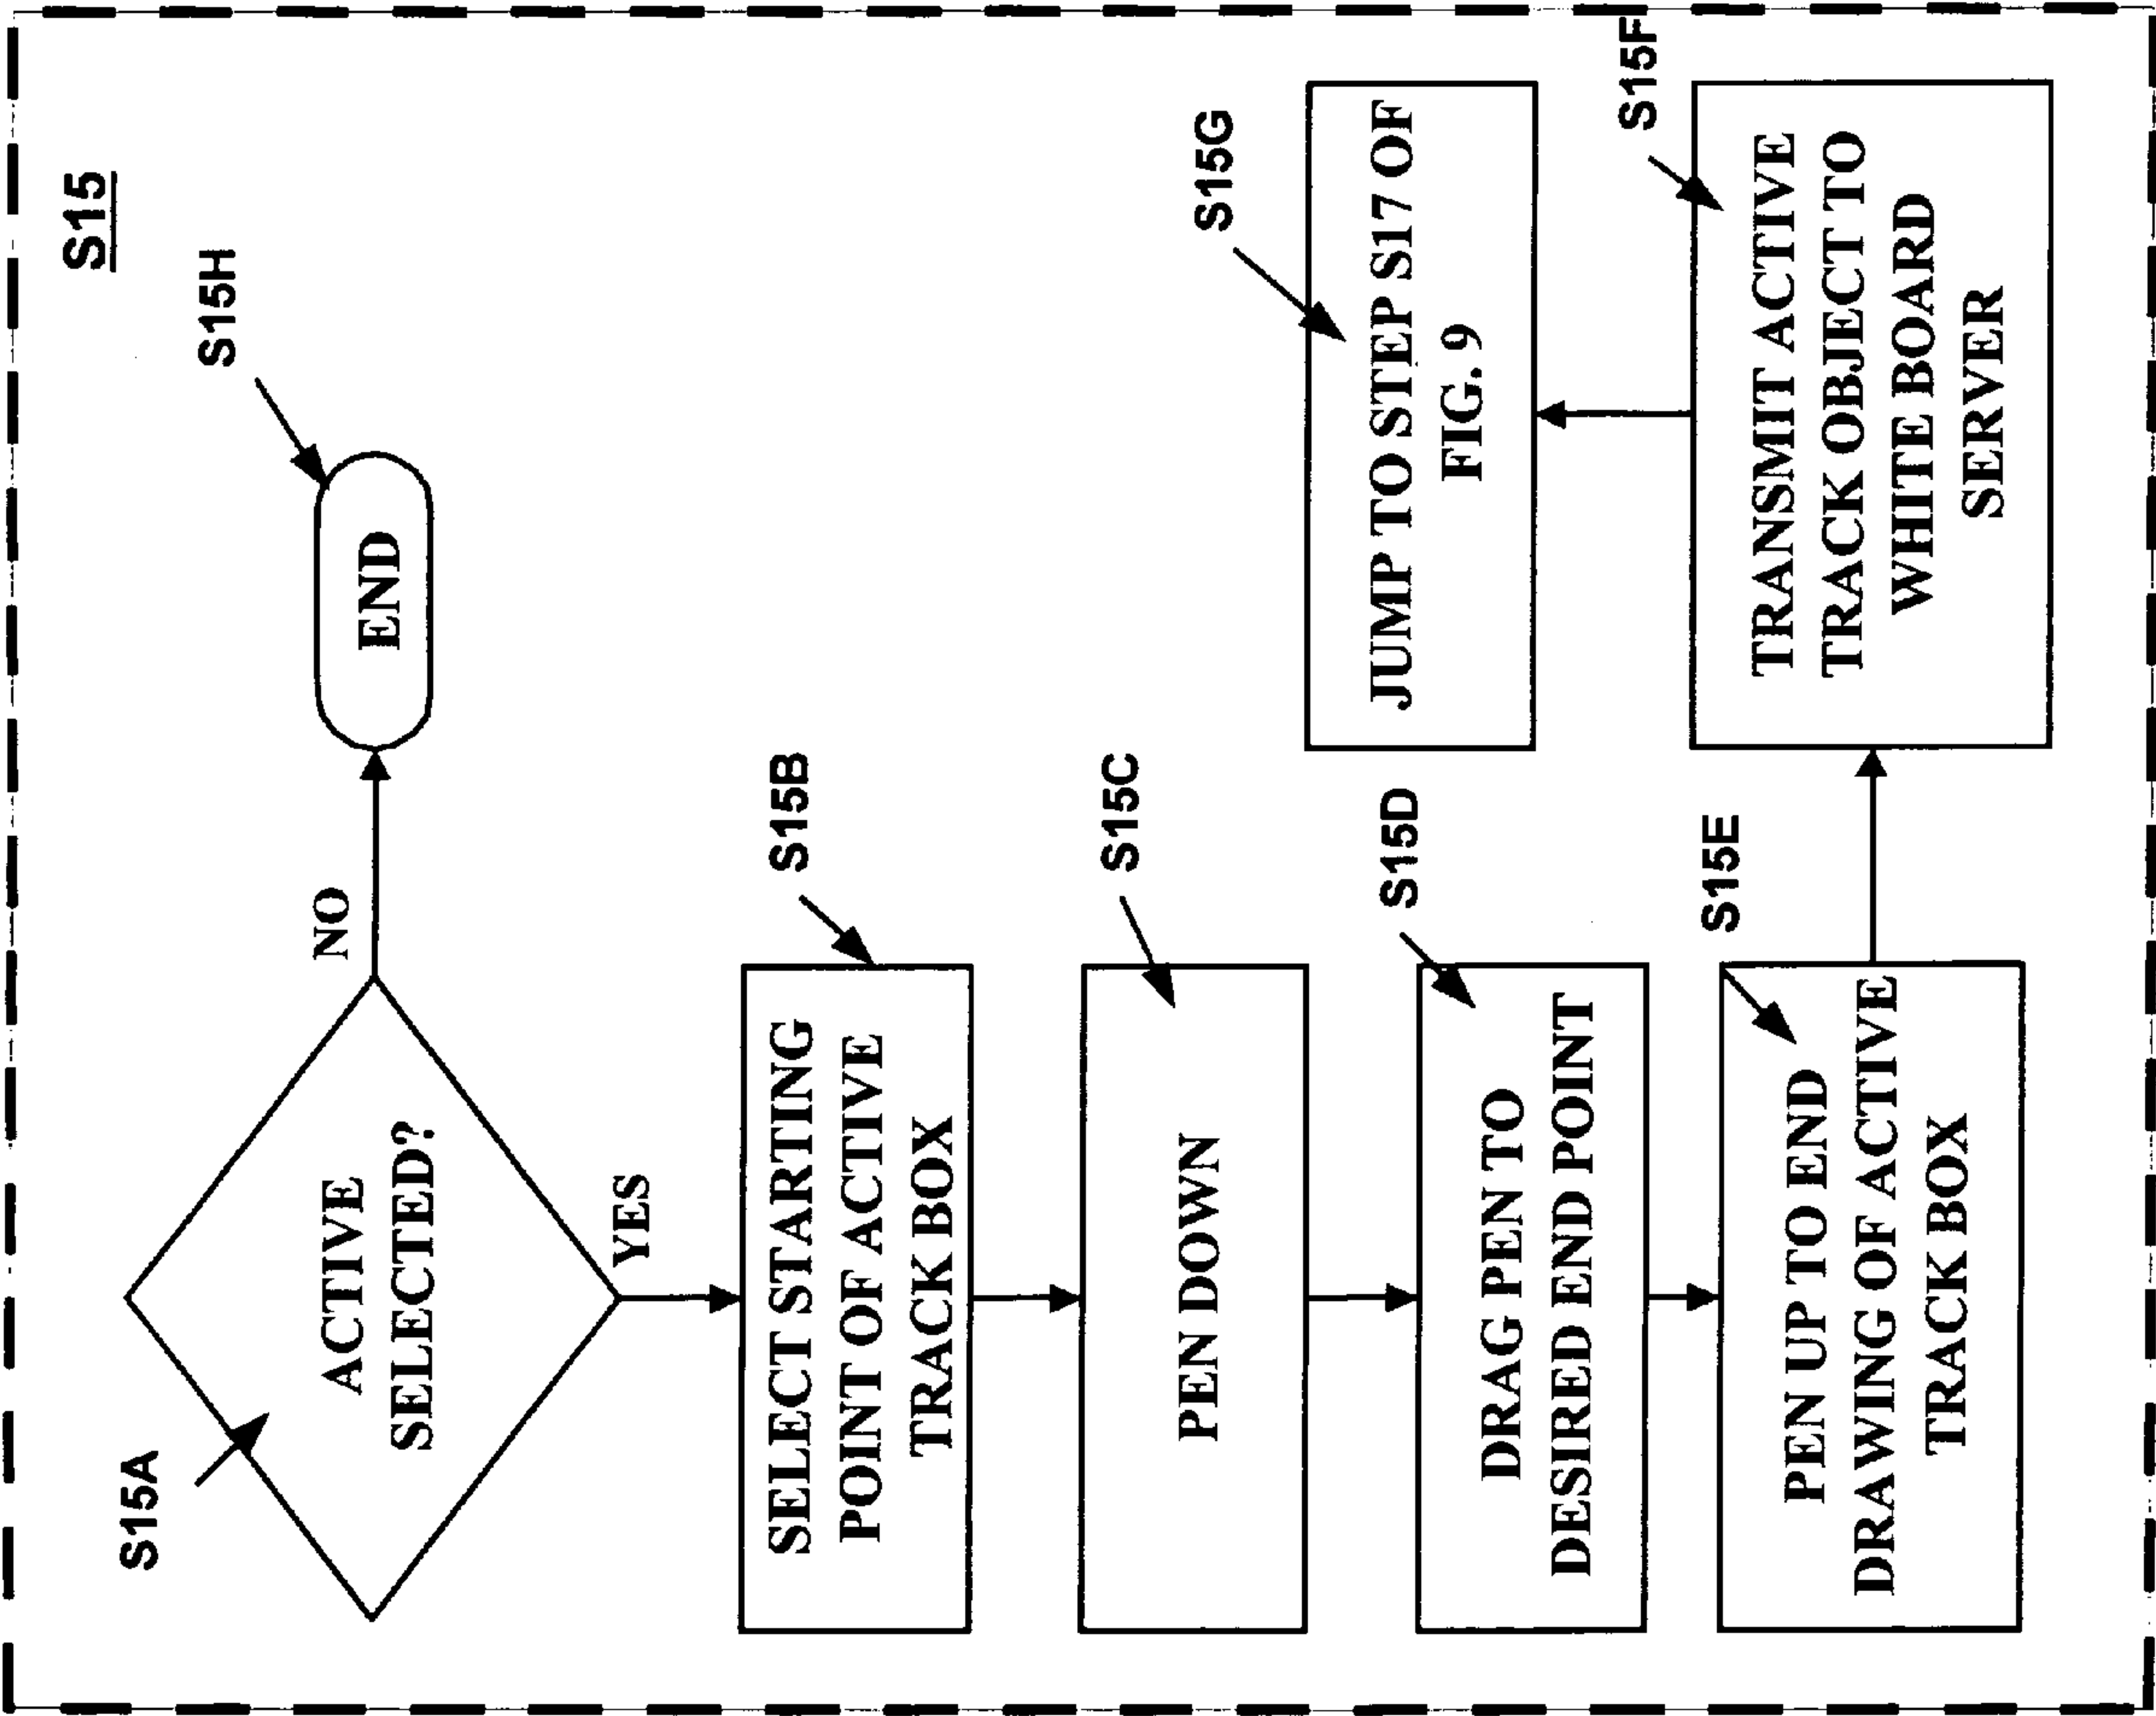 S15
S15A
ACTIVE
SELECTED?
NO
S15H
END
YES
S15B
SELECT STARTING
POINT OF ACTIVE
TRACK BOX
S15C
PEN DOWN
S15D
DRAG PEN TO
DESIRED END POINT
S15E
PEN UP TO END
DRAWING OF ACTIVE
TRACK BOX
S15F
TRANSMIT ACTIVE
TRACK OBJECT TO
WHITE BOARD
SERVER
S15G
JUMP TO STEP S17 OF
FIG. 9